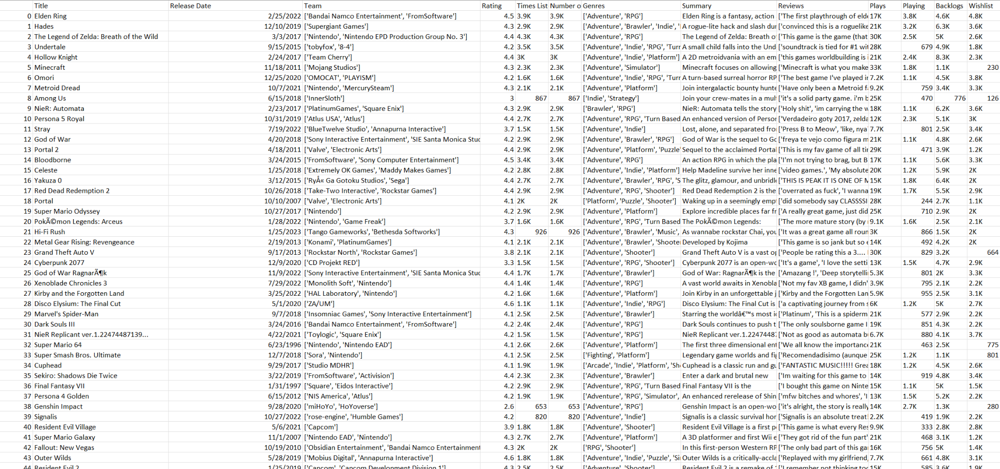 Title Release Date Team Rating Times List Number o Genres Summary Reviews Plays Playing Backlogs Wishlist
0 Elden Ring 2/25/2022 ['Bandai Namco Entertainment', 'FromSoftware'] 4.5 3.9K 3.9K ['Adventure', 'RPG'] Elden Ring is a fantasy, action ['The first playthrough of elde 17K 3.8K 4.6K 4.8K
1 Hades 12/10/2019 ['Supergiant Games'] 4.3 2.9K 2.9K ['Adventure', 'Brawler', 'Indie', ' A rogue-lite hack and slash dun ['convinced this is a roguelike 21K 3.2K 6.3K 3.6K
2 The Legend of Zelda: Breath of the Wild 3/3/2017 ['Nintendo', 'Nintendo EPD Production Group No. 3'] 4.4 4.3K 4.3K ['Adventure', 'RPG'] The Legend of Zelda: Breath o ['This game is the game (that 30K 2.5K 5K 2.6K
3 Undertale 9/15/2015 ['tobyfox', '8-4'] 4.2 3.5K 3.5K ['Adventure', 'Indie', 'RPG', 'Turn A small child falls into the Und ['soundtrack is tied for #1 wit 28K 679 4.9K 1.8K
4 Hollow Knight 2/24/2017 ['Team Cherry'] 4.4 3K 3K ['Adventure', 'Indie', 'Platform'] A 2D metroidvania with an em ['this games worldbuilding is i 21K 2.4K 8.3K 2.3K
5 Minecraft 11/18/2011 ['Mojang Studios'] 4.3 2.3K 2.3K ['Adventure', 'Simulator'] Minecraft focuses on allowing ['Minecraft is what you make 33K 1.8K 1.1K 230
6 Omori 12/25/2020 ['OMOCAT', 'PLAYISM'] 4.2 1.6K 1.6K ['Adventure', 'Indie', 'RPG', 'Turn A turn-based surreal horror RP ['The best game I've played in 7.2K 1.1K 4.5K 3.8K
7 Metroid Dread 10/7/2021 ['Nintendo', 'MercurySteam'] 4.3 2.1K 2.1K ['Adventure', 'Platform'] Join intergalactic bounty hunte ['Have only been a Metroid fa 9.2K 759 3.4K 3.3K
8 Among Us 6/15/2018 ['InnerSloth'] 3 867 867 ['Indie', 'Strategy'] Join your crew-mates in a mul ['it's a solid party game. i'm b 25K 470 776 126
9 NieR: Automata 2/23/2017 ['PlatinumGames', 'Square Enix'] 4.3 2.9K 2.9K ['Brawler', 'RPG'] NieR: Automata tells the story ['Holy shit', 'im carrying the w 18K 1.1K 6.2K 3.6K
10 Persona 5 Royal 10/31/2019 ['Atlus USA', 'Atlus'] 4.4 2.7K 2.7K ['Adventure', 'RPG', 'Turn Based An enhanced version of Person ['Verdadeiro goty 2017, zelda 12K 2.3K 5.1K 3K
11 Stray 7/19/2022 ['BlueTwelve Studio', 'Annapurna Interactive'] 3.7 1.5K 1.5K ['Adventure', 'Indie'] Lost, alone, and separated fro ['Press B to Meow', 'like, nya 7.7K 801 2.5K 3.4K
12 God of War 4/20/2018 ['Sony Interactive Entertainment', 'SIE Santa Monica Stud 4.2 2.9K 2.9K ['Adventure', 'Brawler', 'RPG'] God of War is the sequel to Go ['freya te vejo como figura m 21K 1.1K 4.8K 2.6K
13 Portal 2 4/18/2011 ['Valve', 'Electronic Arts'] 4.4 2.9K 2.9K ['Adventure', 'Platform', 'Puzzle' Sequel to the acclaimed Portal ['This is my fav game of all tin 29K 471 3.9K 1.2K
14 Bloodborne 3/24/2015 ['FromSoftware', 'Sony Computer Entertainment'] 4.5 3.4K 3.4K ['Adventure', 'RPG'] An action RPG in which the pla ['I'm not trying to brag, but B 17K 1.1K 5.6K 3.3K
15 Celeste 1/25/2018 ['Extremely OK Games', 'Maddy Makes Games'] 4.2 2.8K 2.8K ['Adventure', 'Indie', 'Platform'] Help Madeline survive her inne ['video games.', 'My absolute 20K 1.2K 5.9K 2K
16 Yakuza 0 3/12/2015 ['RyÅ« Ga Gotoku Studios', 'Sega'] 4.4 2.7K 2.7K ['Adventure', 'Brawler', 'RPG', 'S The glitz, glamour, and unbridle ['THIS IS PEAK IT IS ONE OF M 15K 1.8K 6.4K 2K
17 Red Dead Redemption 2 10/26/2018 ['Take-Two Interactive', 'Rockstar Games'] 4.4 2.9K 2.9K ['Adventure', 'RPG', 'Shooter'] Red Dead Redemption 2 is the ['overrated as fuck', 'I wanna 19K 1.7K 5.5K 2.9K
18 Portal 10/10/2007 ['Valve', 'Electronic Arts'] 4.1 2K 2K ['Platform', 'Puzzle', 'Shooter'] Waking up in a seemingly emp ['did somebody say CLASSSSI 28K 244 2.7K 1.1K
19 Super Mario Odyssey 10/27/2017 ['Nintendo'] 4.2 2.9K 2.9K ['Adventure', 'Platform'] Explore incredible places far fr ['A really great game, just did 25K 710 2.9K 2K
20 PokÃ©mon Legends: Arceus 1/28/2022 ['Nintendo', 'Game Freak'] 3.7 1.6K 1.6K ['Adventure', 'RPG', 'Turn Based The PokÃ©mon Legends: ['The more mature story (by 9.1K 1.6K 2.5K 2.1K
21 Hi-Fi Rush 1/25/2023 ['Tango Gameworks', 'Bethesda Softworks'] 4.3 926 926 ['Adventure', 'Brawler', 'Music', As wannabe rockstar Chai, you ['It was a great game all roun 3K 866 1.5K 2K
22 Metal Gear Rising: Revengeance 2/19/2013 ['Konami', 'PlatinumGames'] 4.1 2.1K 2.1K ['Adventure', 'Brawler', 'Shooter Developed by Kojima ['This game is so jank but so e 14K 492 4.2K 2K
23 Grand Theft Auto V 9/17/2013 ['Rockstar North', 'Rockstar Games'] 3.8 2.1K 2.1K ['Adventure', 'Shooter'] Grand Theft Auto V is a vast op ['People be rating this a 3.... I 30K 829 3.2K 664
24 Cyberpunk 2077 12/9/2020 ['CD Projekt RED'] 3.3 1.5K 1.5K ['Adventure', 'RPG', 'Shooter'] Cyberpunk 2077 is an open-wo ['It's a game', 'I love the setti 13K 1.5K 4.7K 2.9K
25 God of War RagnarÃ¶k 11/9/2022 ['Sony Interactive Entertainment', 'SIE Santa Monica Stud 4.4 1.7K 1.7K ['Adventure', 'Brawler'] God of War: RagnarÃ¶k is the ['Amazang !', 'Deep storytelli 5.3K 801 2K 3.3K
26 Xenoblade Chronicles 3 7/29/2022 ['Monolith Soft', 'Nintendo'] 4.4 1.4K 1.4K ['Adventure', 'RPG'] A vast world awaits in Xenobla ['Not my fav XB game, I didn' 3.9K 795 2.1K 2.2K
27 Kirby and the Forgotten Land 3/25/2022 ['HAL Laboratory', 'Nintendo'] 4.2 1.6K 1.6K ['Adventure', 'Platform'] Join Kirby in an unforgettable j ['Kirby and the Forgotten Lan 5.9K 955 2.5K 3.1K
28 Disco Elysium: The Final Cut 5/1/2020 ['ZA/UM'] 4.6 1.1K 1.1K ['Adventure', 'Indie', 'RPG'] Disco Elysium: The Final Cut is ['a captivating journey from s 6K 1.2K 5K 2.7K
29 Marvel's Spider-Man 9/7/2018 ['Insomniac Games', 'Sony Interactive Entertainment'] 4.1 2.5K 2.5K ['Adventure', 'Brawler'] Starring the worldâ€™s most ic ['Platinum', 'This is a spiderm 21K 577 2.9K 2.2K
30 Dark Souls III 3/24/2016 ['Bandai Namco Entertainment', 'FromSoftware'] 4.2 2.4K 2.4K ['Adventure', 'RPG'] Dark Souls continues to push t ['The only soulsborne game I 19K 851 4.3K 2.2K
31 NieR Replicant ver.1.22474487139... 4/22/2021 ['Toylogic', 'Square Enix'] 4.2 1.5K 1.5K ['Adventure', 'RPG'] NieR Replicant ver.1.22474487 ['Not as good as automata bu 6.7K 880 4.1K 3.7K
32 Super Mario 64 6/23/1996 ['Nintendo', 'Nintendo EAD'] 4.1 2.6K 2.6K ['Adventure', 'Platform'] The first three dimensional ent ['We all know the importance 21K 463 2.5K 775
33 Super Smash Bros. Ultimate 12/7/2018 ['Sora', 'Nintendo'] 4.1 2.5K 2.5K ['Fighting', 'Platform'] Legendary game worlds and fig ['Recomendadisimo (aunque 25K 1.2K 1.1K 801
34 Cuphead 9/29/2017 ['Studio MDHR'] 4.1 1.9K 1.9K ['Arcade', 'Indie', 'Platform', 'Sho Cuphead is a classic run and gu ['FANTASTIC MUSIC!!!!! Grea 18K 1.2K 4.5K 2.6K
35 Sekiro: Shadows Die Twice 3/22/2019 ['FromSoftware', 'Activision'] 4.4 2.3K 2.3K ['Adventure', 'Brawler'] Enter a dark and brutal new ['Im waiting for this game to 14K 919 4.8K 3.4K
36 Final Fantasy VII 1/31/1997 ['Square', 'Eidos Interactive'] 4.2 2.9K 2.9K ['Adventure', 'RPG', 'Turn Based Final Fantasy VII is the ['I bought this game on Ninte 15K 1.1K 5K 1.5K
37 Persona 4 Golden 6/15/2012 ['NIS America', 'Atlus'] 4.2 1.9K 1.9K ['Adventure', 'RPG', 'Simulator', An enhanced rerelease of Shin ['mfw bitches and whores', 'I 13K 1.5K 5.2K 2.2K
38 Genshin Impact 9/28/2020 ['miHoYo', 'HoYoverse'] 2.6 653 653 ['Adventure', 'RPG'] Genshin Impact is an open-wo ['it's alright, the story is really 14K 2.7K 1.3K 280
39 Signalis 10/27/2022 ['rose-engine', 'Humble Games'] 4.2 820 820 ['Adventure', 'Indie'] Signalis is a classic survival hor ['Signalis is an absolute treat 2.2K 419 1.9K 2.2K
40 Resident Evil Village 5/6/2021 ['Capcom'] 3.9 1.8K 1.8K ['Adventure', 'Shooter'] Resident Evil Village is a first p ['This game is what every Res 9.9K 333 2.8K 2.8K
41 Super Mario Galaxy 11/1/2007 ['Nintendo EAD', 'Nintendo'] 4.3 2.7K 2.7K ['Adventure', 'Platform'] A 3D platformer and first Wii e ['They got rid of the fun part' 21K 468 3.1K 1.2K
42 Fallout: New Vegas 10/19/2010 ['Obsidian Entertainment', 'Bandai Namco Entertainment 4.3 2K 2K ['RPG', 'Shooter'] In this first-person Western RP ['The only bad part of this gar 16K 756 5K 1.4K
43 Outer Wilds 5/28/2019 ['Mobius Digital', 'Annapurna Interactive'] 4.6 1.8K 1.8K ['Adventure', 'Indie', 'Puzzle', 'Si Outer Wilds is a critically-accla ['Replayed with my girlfriend, 7.7K 661 4.8K 3.1K
44 Resident Evil 2 1/25/2019 ['Capcom', 'Capcom Development Division 1'] 4.3 2.5K 2.5K ['Adventure', 'Shooter'] Resident Evil 2 is a remake of ['I remember not thinking too 15K 585 3.6K 1.9K